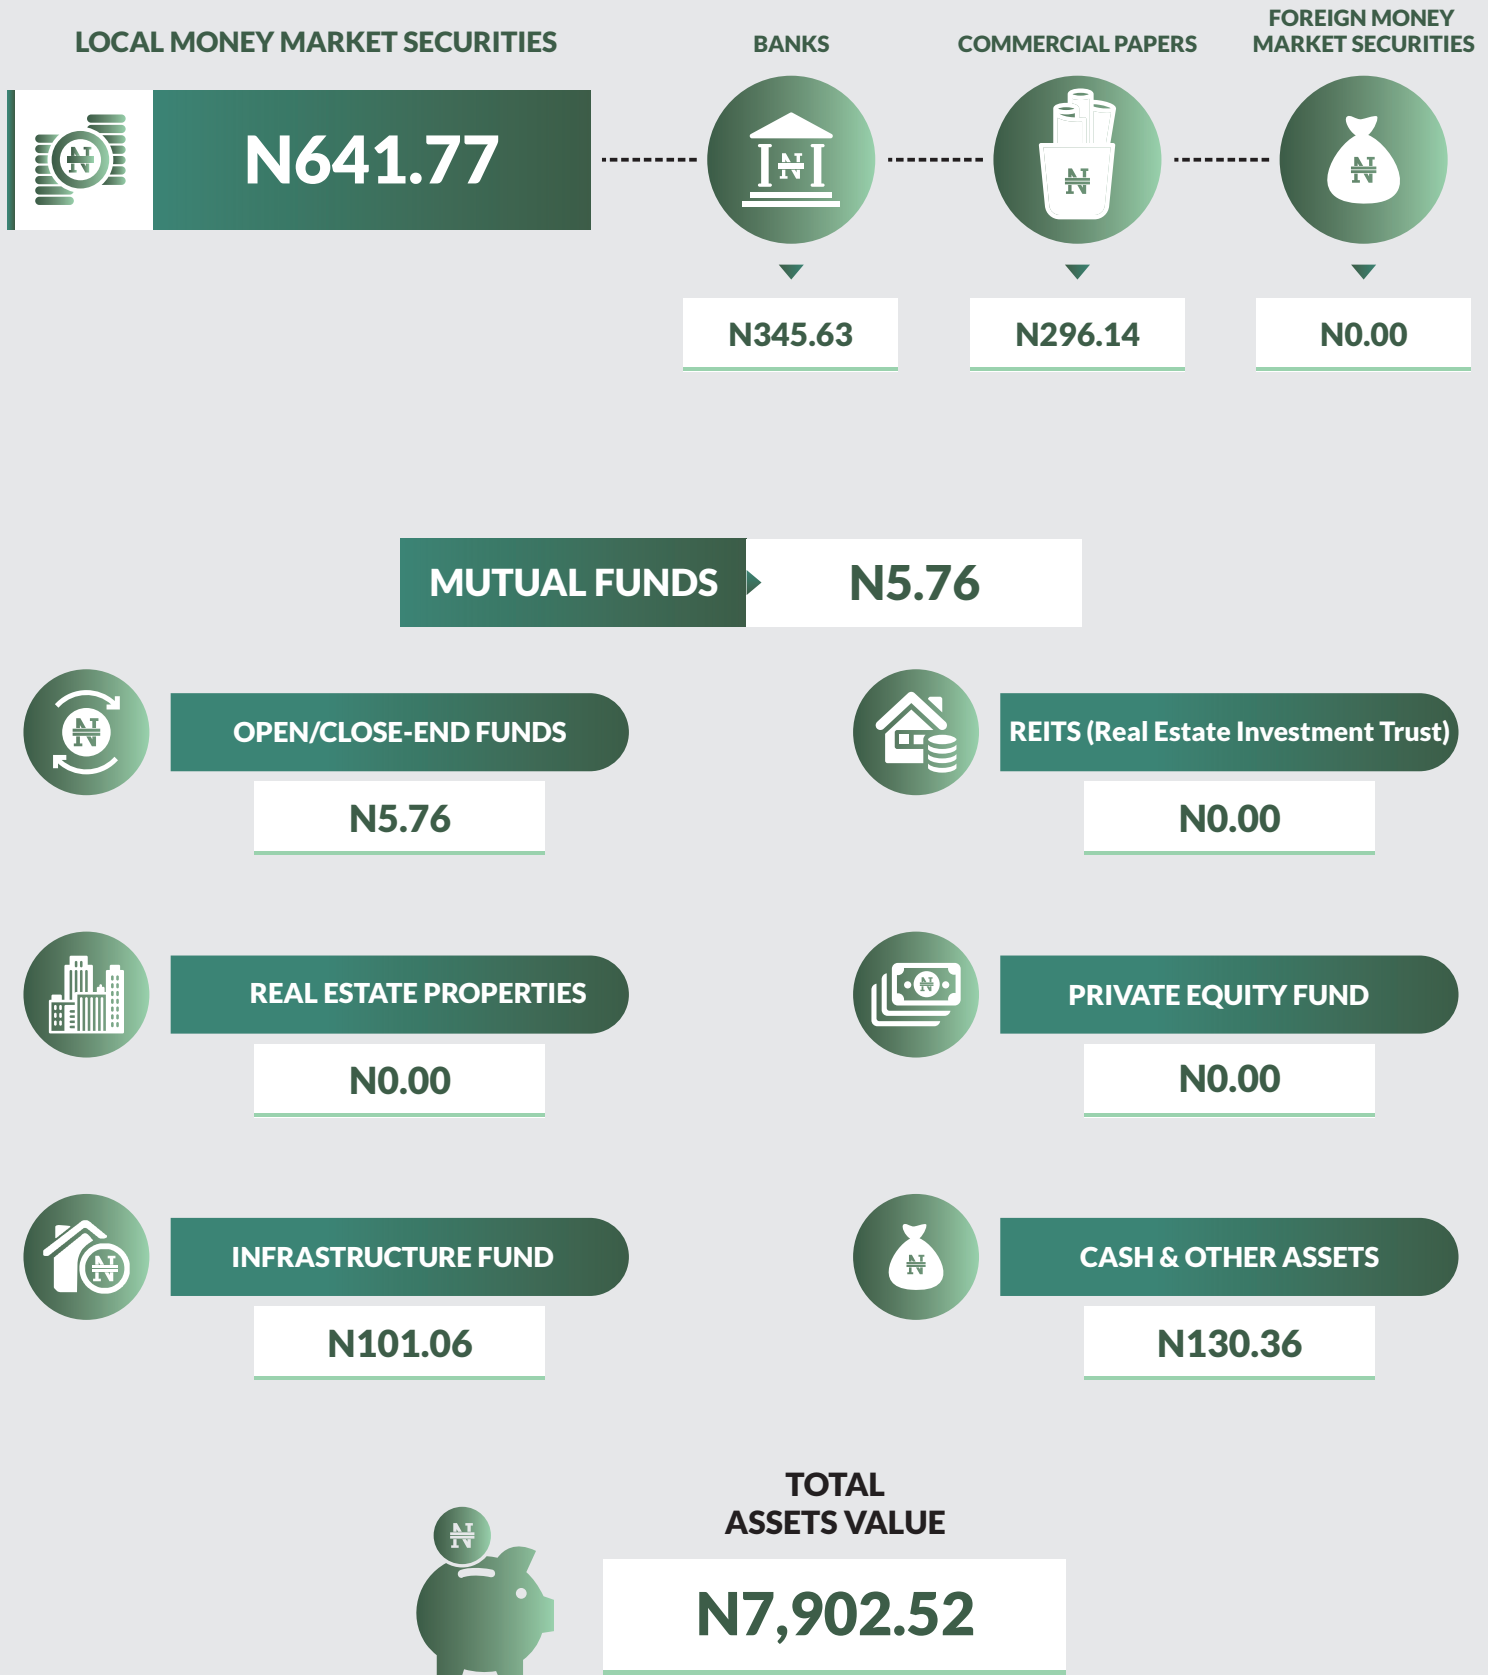 LOCAL MONEY MARKET SECURITIES
N641.77
BANKS
N345.63
COMMERCIAL PAPERS
N296.14
FOREIGN MONEY
MARKET SECURITIES
N0.00
MUTUAL FUNDS
N5.76
OPEN/CLOSE-END FUNDS
N5.76
REITS (Real Estate Investment Trust)
N0.00
REAL ESTATE PROPERTIES
N0.00
PRIVATE EQUITY FUND
N0.00
INFRASTRUCTURE FUND
N101.06
CASH & OTHER ASSETS
N130.36
TOTAL
ASSETS VALUE
N7,902.52